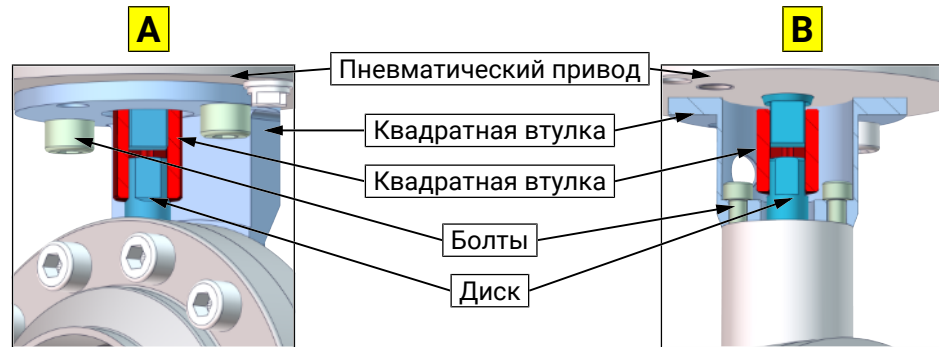 A
B
Пневматический привод
Квадратная втулка
Квадратная втулка
Болты
Диск